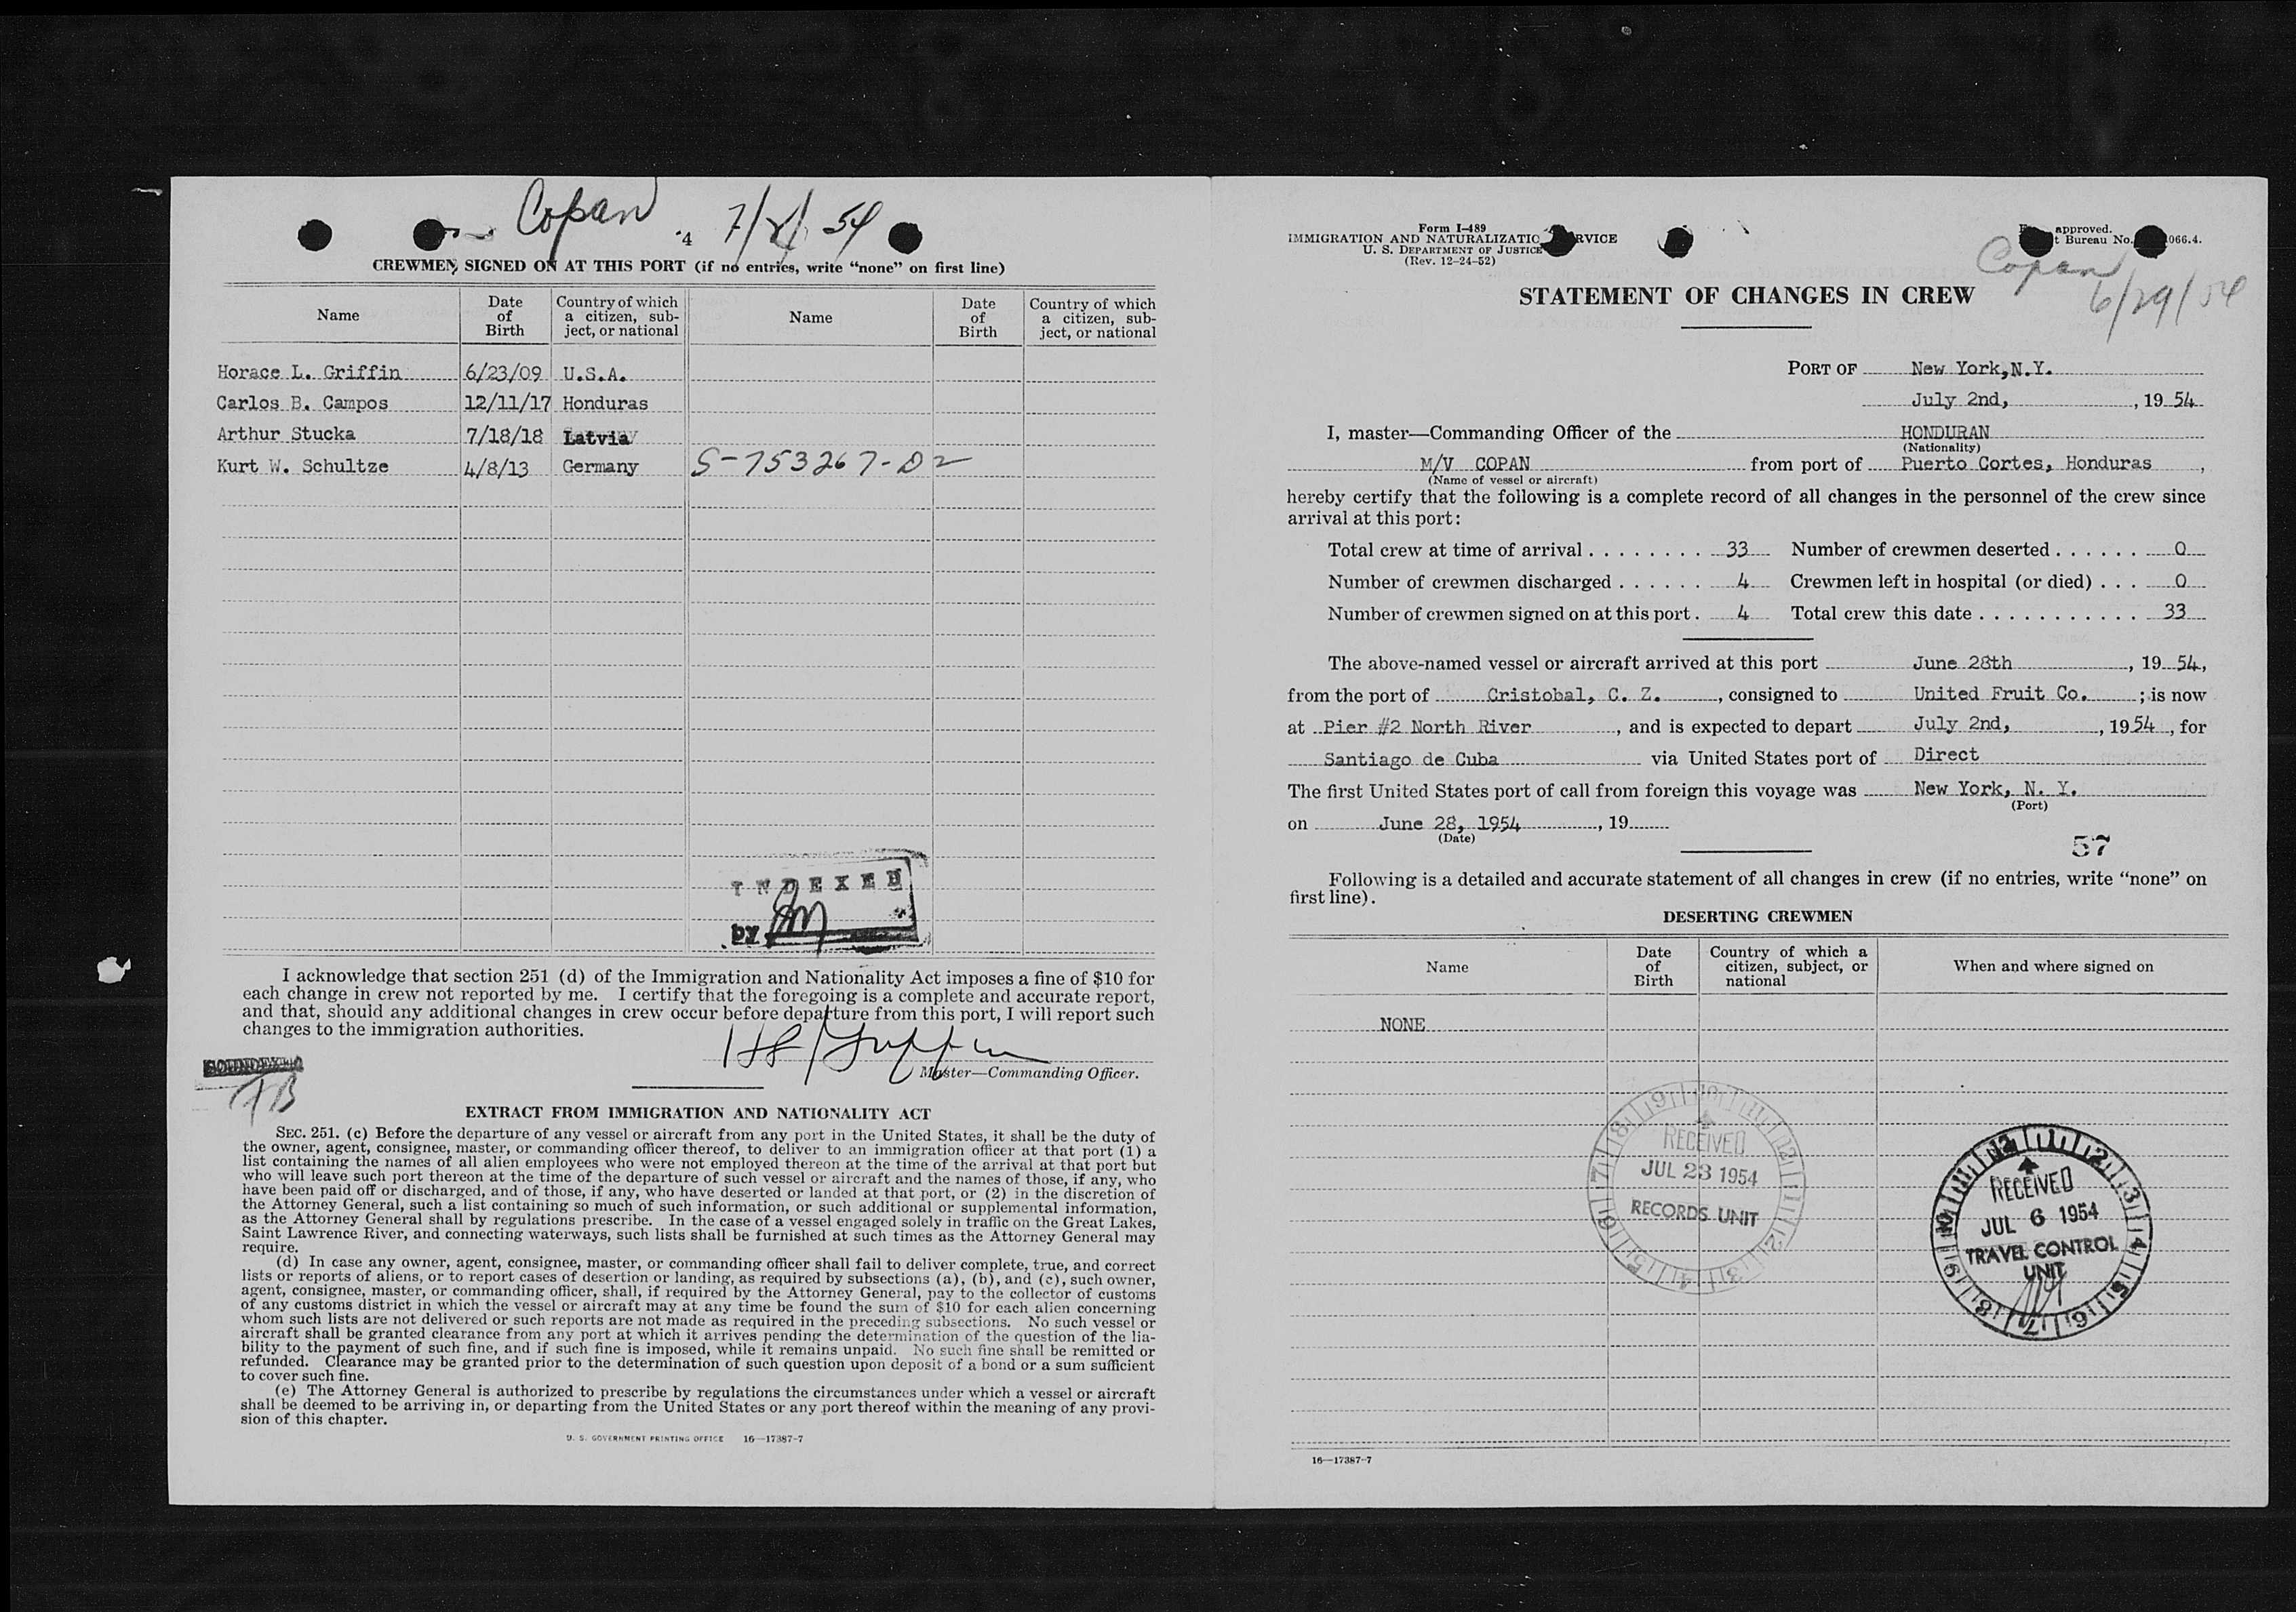 Copan 7/2/54
4
CREWMEN SIGNED ON AT THIS PORT (if no entries, write “none” on first line)
Name Date of Birth Country of which a citizen, subject, or national Name Date of Birth Country of which a citizen, subject, or national
Horace L. Griffin 6/23/09 U.S.A.
Carlos B. Campos 12/11/17 Honduras
Arthur Stucka 7/18/18 Latvia
Kurt W. Schultze 4/8/13 Germany S-753267-D2
INDEXED
by
I acknowledge that section 251 (d) of the Immigration and Nationality Act imposes a fine of $10 for
each change in crew not reported by me. I certify that the foregoing is a complete and accurate report,
and that, should any additional changes in crew occur before departure from this port, I will report such
changes to the immigration authorities.
H L Griffin
Master—Commanding Officer.
SOUNDEXED
EXTRACT FROM IMMIGRATION AND NATIONALITY ACT
SEC. 251. (c) Before the departure of any vessel or aircraft from any port in the United States, it shall be the duty of
the owner, agent, consignee, master, or commanding officer thereof, to deliver to an immigration officer at that port (1) a
list containing the names of all alien employees who were not employed thereon at the time of the arrival at that port but
who will leave such port thereon at the time of the departure of such vessel or aircraft and the names of those, if any, who
have been paid off or discharged, and of those, if any, who have deserted or landed at that port, or (2) in the discretion of
the Attorney General, such a list containing so much of such information, or such additional or supplemental information,
as the Attorney General shall by regulations prescribe. In the case of a vessel engaged solely in traffic on the Great Lakes,
Saint Lawrence River, and connecting waterways, such lists shall be furnished at such times as the Attorney General may
require.
(d) In case any owner, agent, consignee, master, or commanding officer shall fail to deliver complete, true, and correct
lists or reports of aliens, or to report cases of desertion or landing, as required by subsections (a), (b), and (c), such owner,
agent, consignee, master, or commanding officer, shall, if required by the Attorney General, pay to the collector of customs
of any customs district in which the vessel or aircraft may at any time be found the sum of $10 for each alien concerning
whom such lists are not delivered or such reports are not made as required in the preceding subsections. No such vessel or
aircraft shall be granted clearance from any port at which it arrives pending the determination of the question of the lia-
bility to the payment of such fine, and if such fine is imposed, while it remains unpaid. No such fine shall be remitted or
refunded. Clearance may be granted prior to the determination of such question upon deposit of a bond or a sum sufficient
to cover such fine.
(e) The Attorney General is authorized to prescribe by regulations the circumstances under which a vessel or aircraft
shall be deemed to be arriving in, or departing from the United States or any port thereof within the meaning of any provi-
sion of this chapter.
U. S. GOVERNMENT PRINTING OFFICE 16—17387-7
Form I-489
IMMIGRATION AND NATURALIZATIO RVICE
U. S. DEPARTMENT OF JUSTICE
(Rev. 12-24-52)
approved.
t Bureau No. 066.4.
Copan
6/29/54
STATEMENT OF CHANGES IN CREW
PORT OF New York, N.Y.
July 2nd, , 19 54
I, master—Commanding Officer of the HONDURAN
(Nationality)
M/V COPAN from port of Puerto Cortes, Honduras ,
(Name of vessel or aircraft)
hereby certify that the following is a complete record of all changes in the personnel of the crew since
arrival at this port:
Total crew at time of arrival . . . . . . . . 33 Number of crewmen deserted . . . . . . 0
Number of crewmen discharged . . . . . . 4 Crewmen left in hospital (or died) . . . 0
Number of crewmen signed on at this port . 4 Total crew this date . . . . . . . . . . . 33
The above-named vessel or aircraft arrived at this port June 28th , 19 54,
from the port of Cristobal, C. Z. , consigned to United Fruit Co. ; is now
at Pier #2 North River , and is expected to depart July 2nd, , 19 54 , for
Santiago de Cuba via United States port of Direct
The first United States port of call from foreign this voyage was New York, N. Y.
(Port)
on June 28, 1954 , 19
(Date)
57
Following is a detailed and accurate statement of all changes in crew (if no entries, write “none” on
first line).
DESERTING CREWMEN
Name Date of Birth Country of which a citizen, subject, or national When and where signed on
NONE
RECEIVED
JUL 23 1954
RECORDS UNIT
RECEIVED
JUL 6 1954
TRAVEL CONTROL
UNIT
16—17387-7